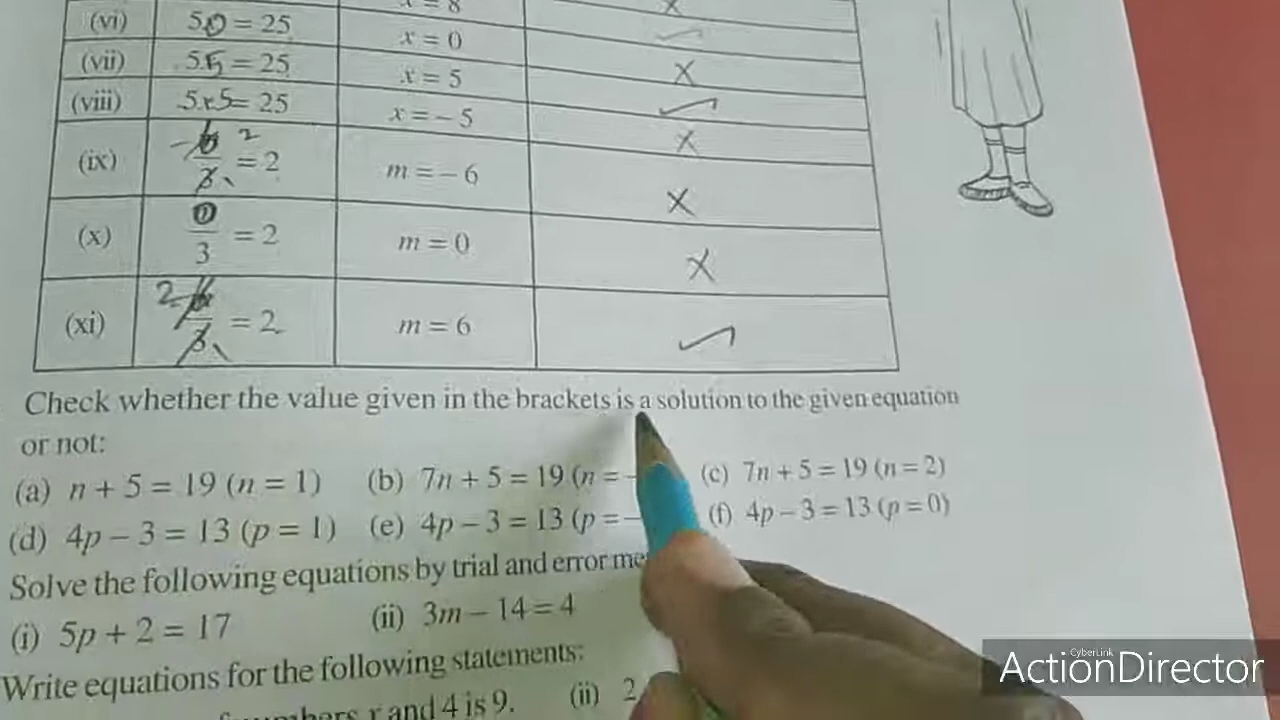 x = 8
(vi) 50 = 25 x = 0
(vii) 5.5 = 25 x = 5
(viii) 5x5= 25 x = – 5
(ix) = 2 m = – 6
(x) 0/3 = 2 m = 0
(xi) = 2 m = 6
Check whether the value given in the brackets is a solution to the given equation
or not:
(a) n + 5 = 19 (n = 1) (b) 7n + 5 = 19 (n = – (c) 7n + 5 = 19 (n = 2)
(d) 4p – 3 = 13 (p = 1) (e) 4p – 3 = 13 (p = – (f) 4p – 3 = 13 (p = 0)
Solve the following equations by trial and error
(i) 5p + 2 = 17 (ii) 3m – 14 = 4
Write equations for the following statements:
x and 4 is 9. (ii) 2
CyberLink
ActionDirector